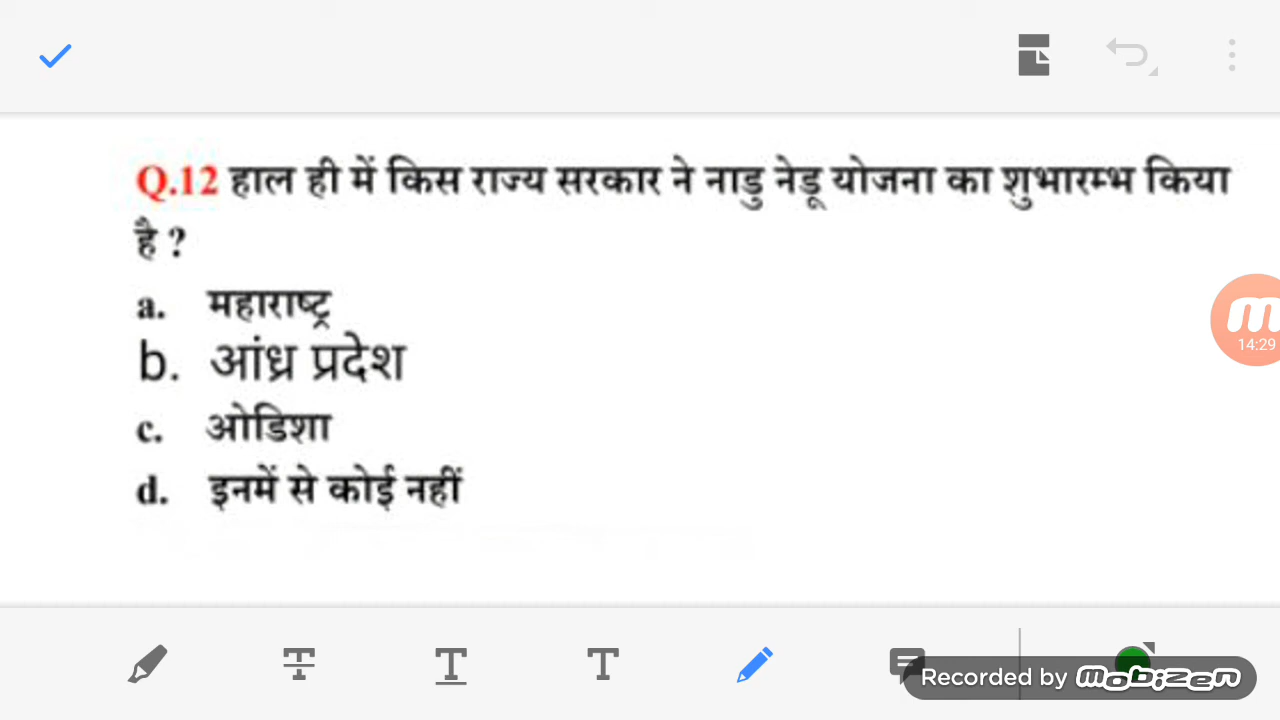 Q.12 हाल ही में किस राज्य सरकार ने नाडु नेडू योजना का शुभारम्भ किया
है ?
a. महाराष्ट्र
b. आंध्र प्रदेश
c. ओडिशा
d. इनमें से कोई नहीं
14:29
T
T
T
Recorded by mobizen